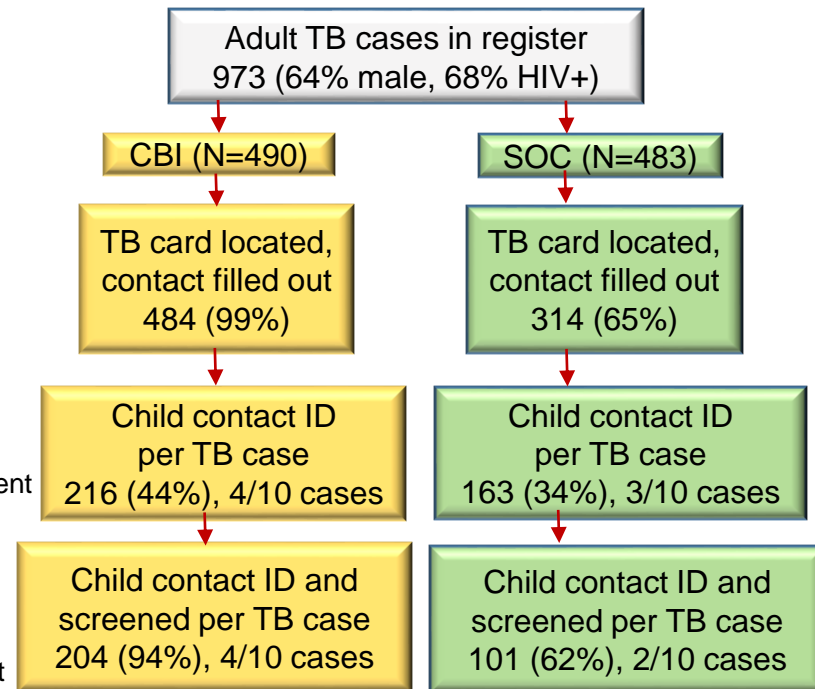 Adult TB cases in register
973 (64% male, 68% HIV+)
CBI (N=490)
SOC (N=483)
TB card located,
contact filled out
484 (99%)
TB card located,
contact filled out
314 (65%)
Child contact ID
per TB case
216 (44%), 4/10 cases
Child contact ID
per TB case
163 (34%), 3/10 cases
ent
Child contact ID and
screened per TB case
204 (94%), 4/10 cases
Child contact ID and
screened per TB case
101 (62%), 2/10 cases
t